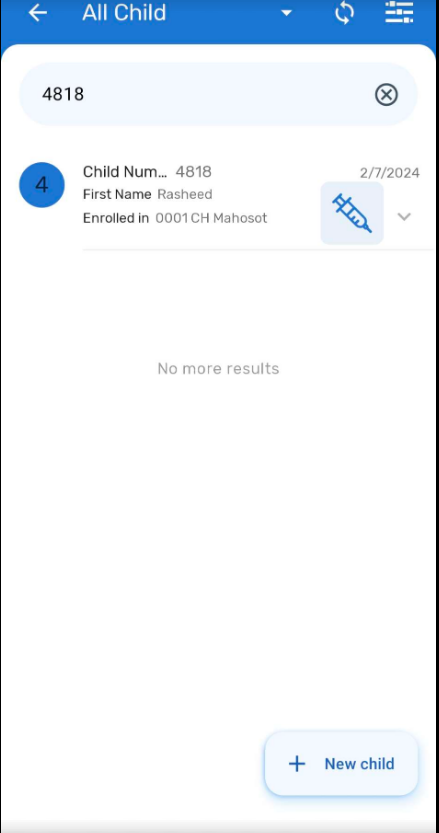 All Child
4818
Child Num... 4818
2/7/2024
4
First Name Rasheed
Enrolled in 0001 CH Mahosot
No more results
+ New child